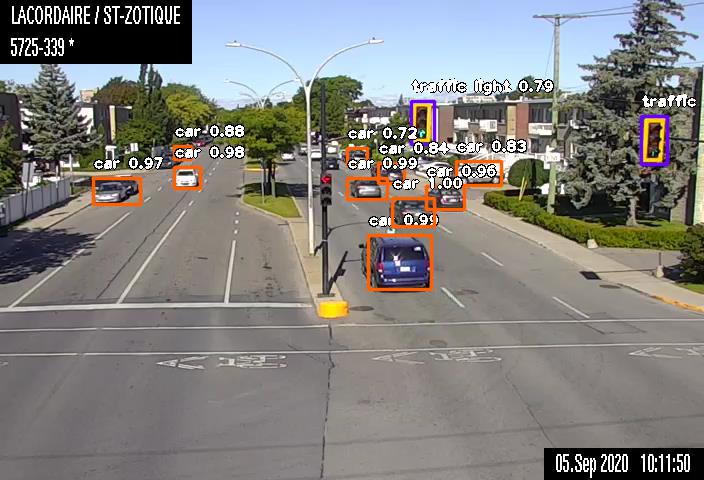 LACORDAIRE / ST-ZOTIQUE
5725-339 *
traffic light 0.79
traffic
car 0.88
car 0.72
car 0.84
car 0.83
car 0.98
car 0.97
car 0.99
car 0.96
car 1.00
car 0.99
05.Sep 2020 10:11:50